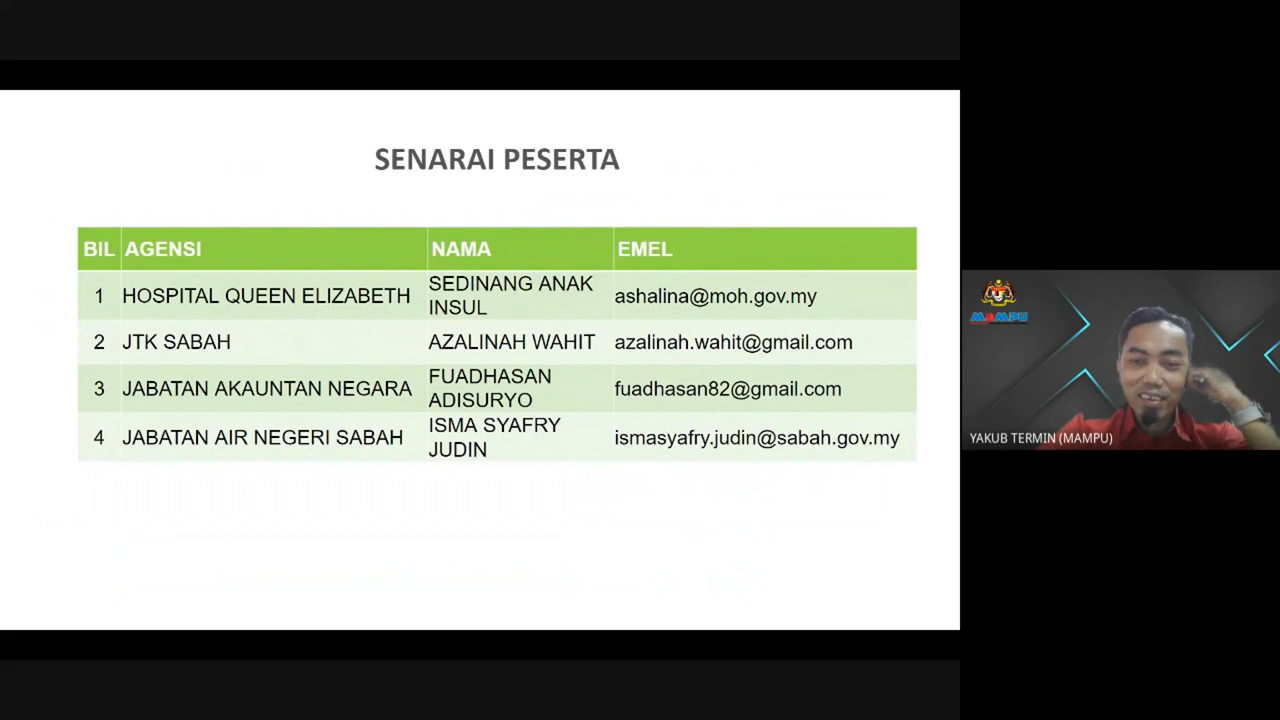 SENARAI PESERTA
BIL AGENSI NAMA EMEL
1 HOSPITAL QUEEN ELIZABETH SEDINANG ANAK INSUL ashalina@moh.gov.my
2 JTK SABAH AZALINAH WAHIT azalinah.wahit@gmail.com
3 JABATAN AKAUNTAN NEGARA FUADHASAN ADISURYO fuadhasan82@gmail.com
4 JABATAN AIR NEGERI SABAH ISMA SYAFRY JUDIN ismasyafry.judin@sabah.gov.my
MAMPU
YAKUB TERMIN (MAMPU)